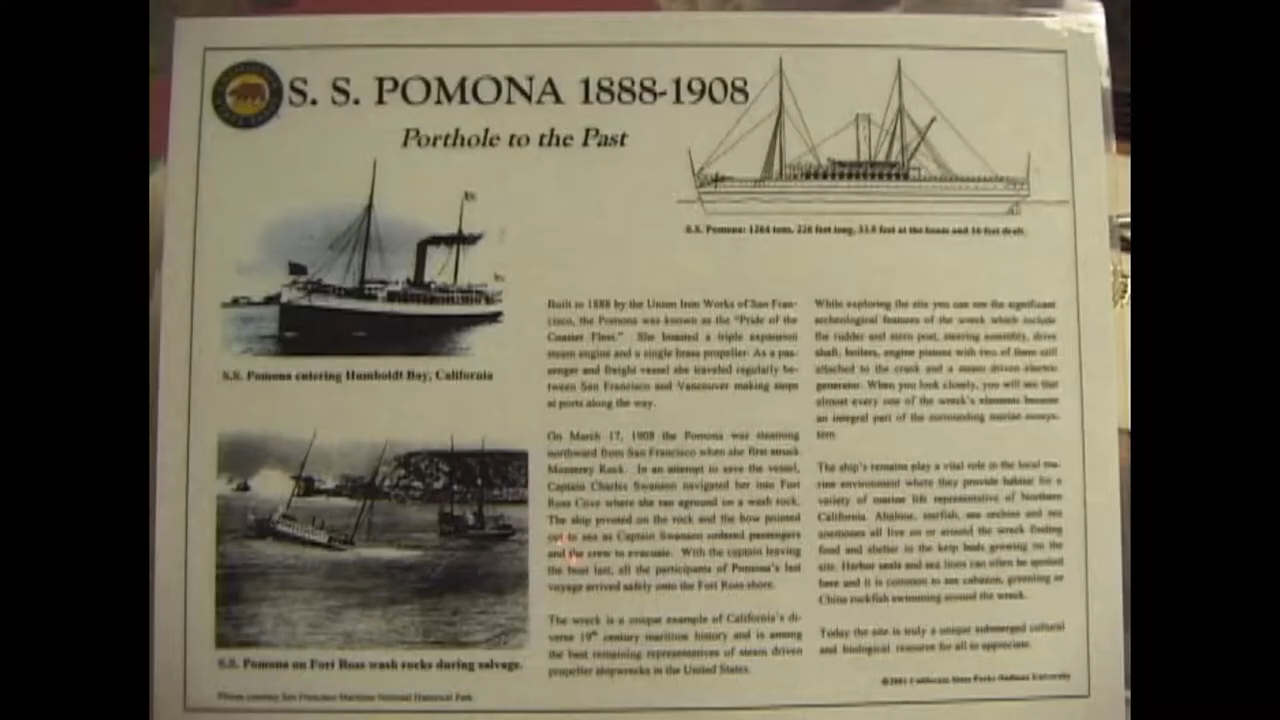 S. S. POMONA 1888-1908
Porthole to the Past
S.S. Pomona: 1264 tons, 226 feet long, 33.6 feet at the beam and 16 feet draft.
S.S. Pomona entering Humboldt Bay, California
S.S. Pomona on Fort Ross wash rocks during salvage.
Photos courtesy San Francisco Maritime National Historical Park
Built in 1888 by the Union Iron Works of San Fran-
cisco, the Pomona was known as the "Pride of the
Coaster Fleet." She boasted a triple expansion
steam engine and a single brass propeller. As a pas-
senger and freight vessel she traveled regularly be-
tween San Francisco and Vancouver making stops
at ports along the way.
On March 17, 1908 the Pomona was steaming
northward from San Francisco when she first struck
Monterey Rock. In an attempt to save the vessel,
Captain Charles Swanson navigated her into Fort
Ross Cove where she ran aground on a wash rock.
The ship pivoted on the rock and the bow pointed
out to sea as Captain Swanson ordered passengers
and the crew to evacuate. With the captain leaving
the boat last, all the participants of Pomona's last
voyage arrived safely onto the Fort Ross shore.
The wreck is a unique example of California's di-
verse 19th century maritime history and is among
the best remaining representatives of steam driven
propeller shipwrecks in the United States.
While exploring the site you can see the significant
archeological features of the wreck which include
the rudder and stern post, steering assembly, drive
shaft, boilers, engine pistons with two of them still
attached to the crank and a steam driven electric
generator. When you look closely, you will see that
almost every one of the wreck's elements become
an integral part of the surrounding marine ecosys-
tem.
The ship's remains play a vital role in the local ma-
rine environment where they provide habitat for a
variety of marine life representative of Northern
California. Abalone, starfish, sea urchins and sea
anemones all live on or around the wreck finding
food and shelter in the kelp beds growing on the
site. Harbor seals and sea lions can often be spotted
here and it is common to see cabezon, greenling or
China rockfish swimming around the wreck.
Today the site is truly a unique submerged cultural
and biological resource for all to appreciate.
©2001 California State Parks/Indiana University